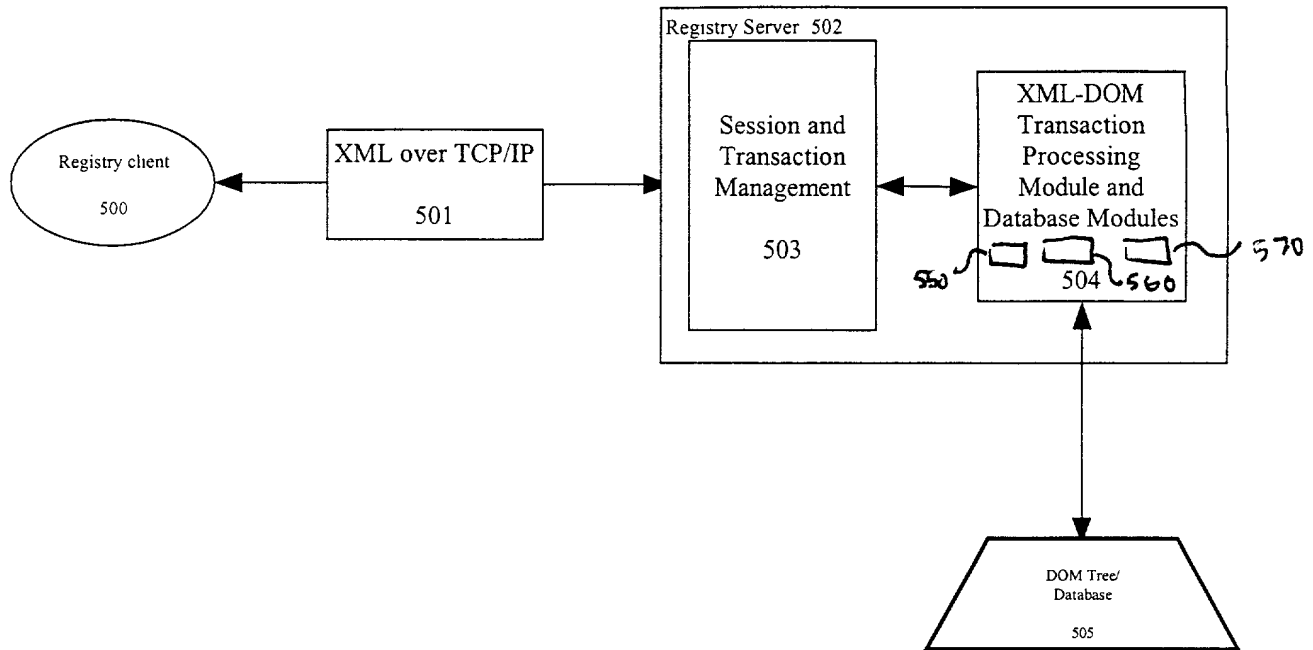 Registry Server 502
Registry client
500
XML over TCP/IP
501
Session and
Transaction
Management
503
XML-DOM
Transaction
Processing
Module and
Database Modules
550
560
570
504
DOM Tree/
Database
505